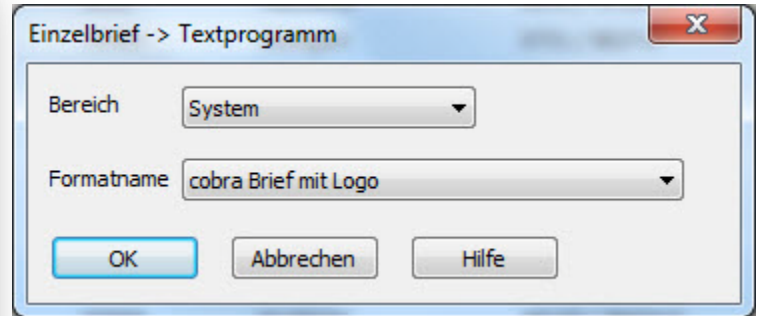 Einzelbrief -> Textprogramm
Bereich System
Formatname cobra Brief mit Logo
OK Abbrechen Hilfe